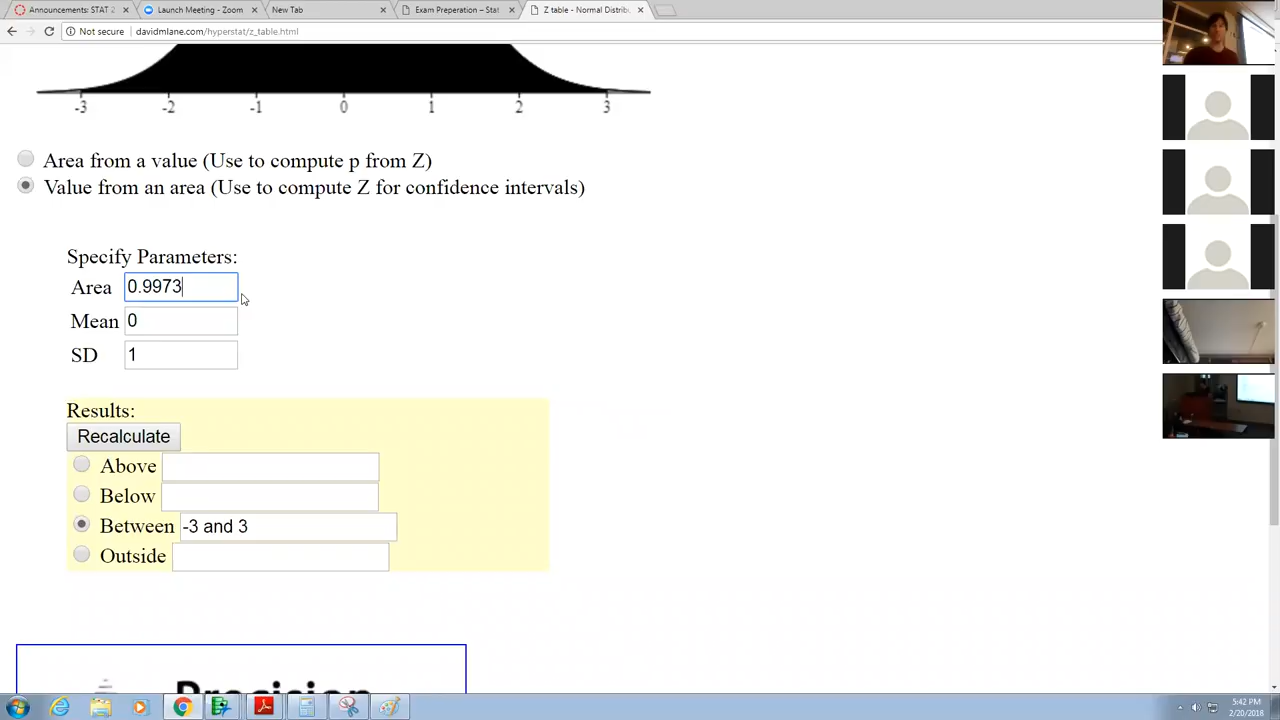 Announcements: STAT 2
Launch Meeting - Zoom
New Tab
Exam Preperation – Stat
Z table - Normal Distribu
Not secure | davidmlane.com/hyperstat/z_table.html
-3 -2 -1 0 1 2 3
Area from a value (Use to compute p from Z)
Value from an area (Use to compute Z for confidence intervals)
Specify Parameters:
Area 0.9973
Mean 0
SD 1
Results:
Recalculate
Above
Below
Between -3 and 3
Outside
Precision
5:42 PM
2/20/2018